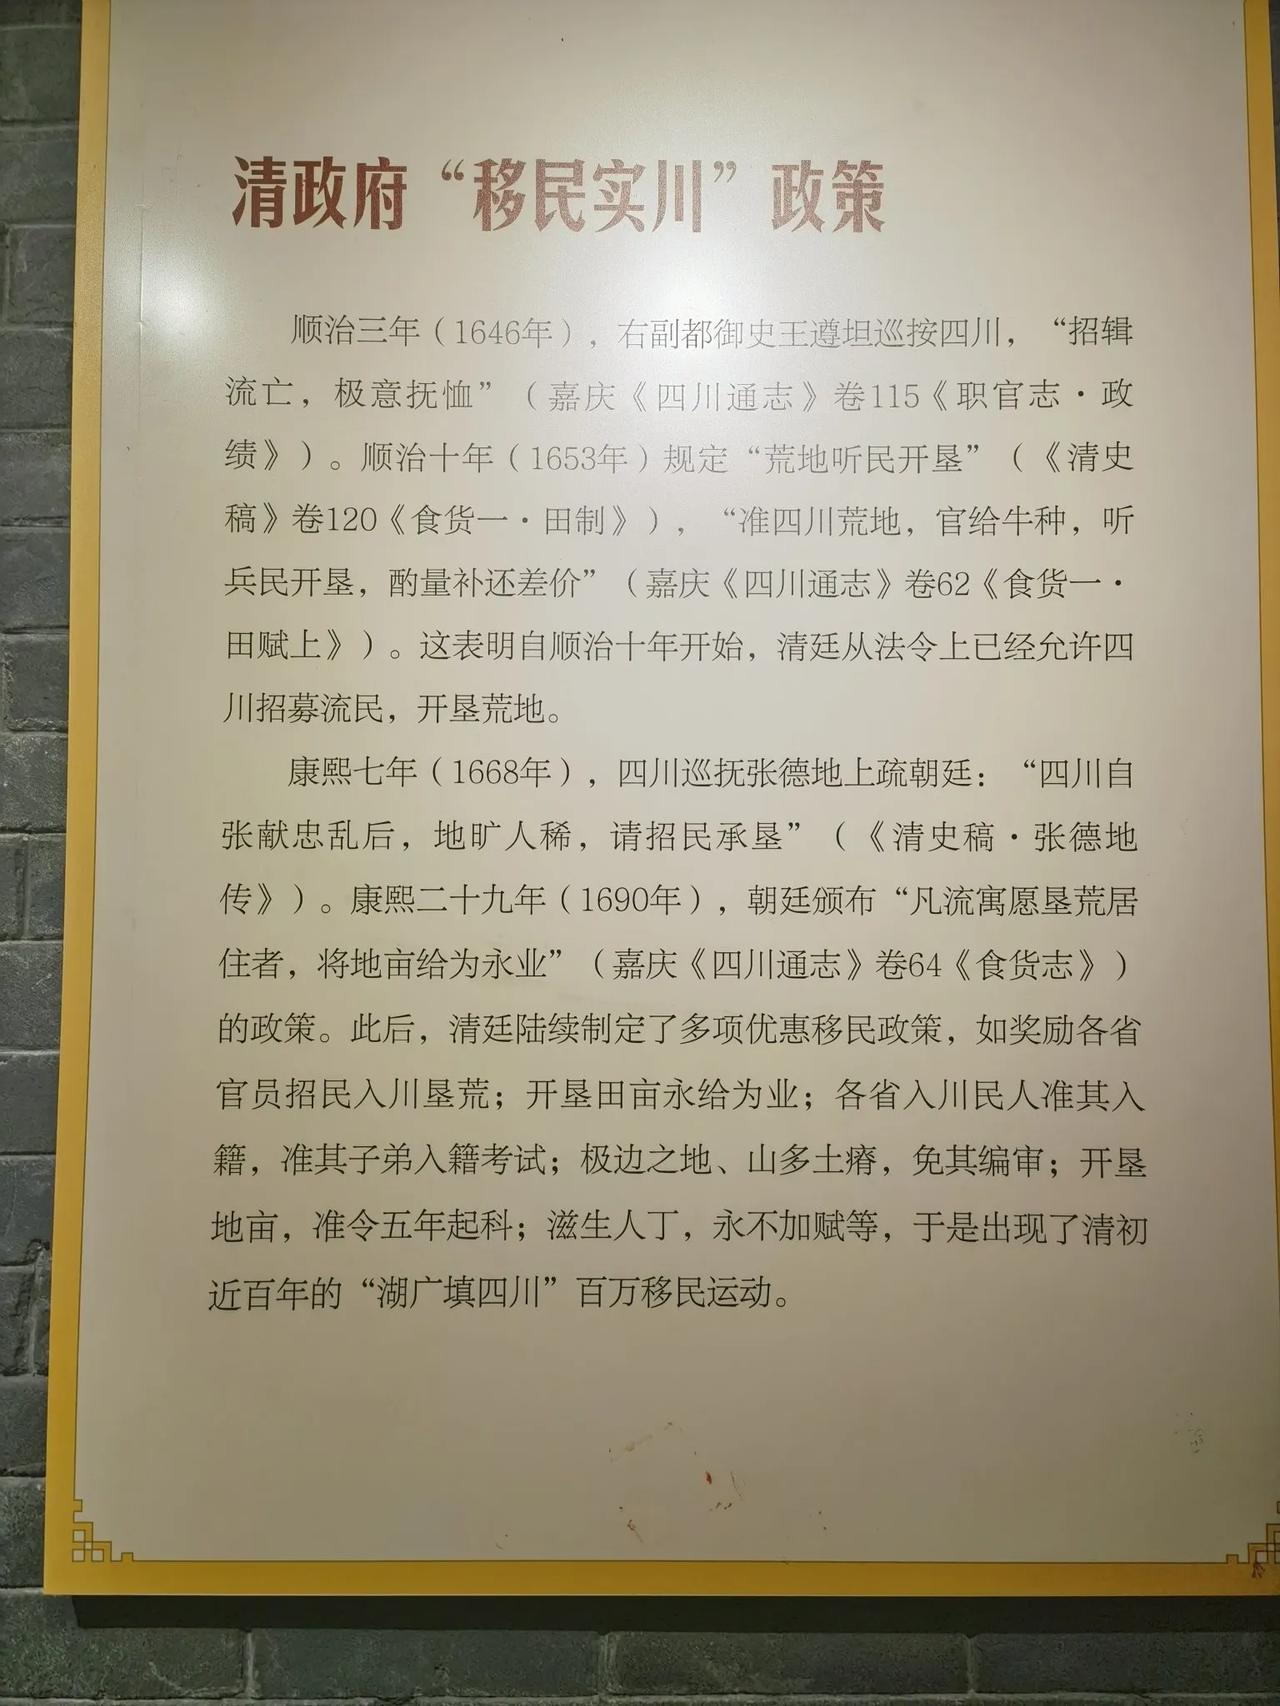 清政府“移民实川”政策
顺治三年（1646年），右副都御史王遵坦巡按四川，“招辑
流亡，极意抚恤”（嘉庆《四川通志》卷115《职官志·政
绩》）。顺治十年（1653年）规定“荒地听民开垦”（《清史
稿》卷120《食货一·田制》），“准四川荒地，官给牛种，听
兵民开垦，酌量补还差价”（嘉庆《四川通志》卷62《食货一·
田赋上》）。这表明自顺治十年开始，清廷从法令上已经允许四
川招募流民，开垦荒地。
康熙七年（1668年），四川巡抚张德地上疏朝廷：“四川自
张献忠乱后，地旷人稀，请招民承垦”（《清史稿·张德地
传》）。康熙二十九年（1690年），朝廷颁布“凡流寓愿垦荒居
住者，将地亩给为永业”（嘉庆《四川通志》卷64《食货志》）
的政策。此后，清廷陆续制定了多项优惠移民政策，如奖励各省
官员招民入川垦荒；开垦田亩永给为业；各省入川民人准其入
籍，准其子弟入籍考试；极边之地、山多土瘠，免其编审；开垦
地亩，准令五年起科；滋生人丁，永不加赋等，于是出现了清初
近百年的“湖广填四川”百万移民运动。